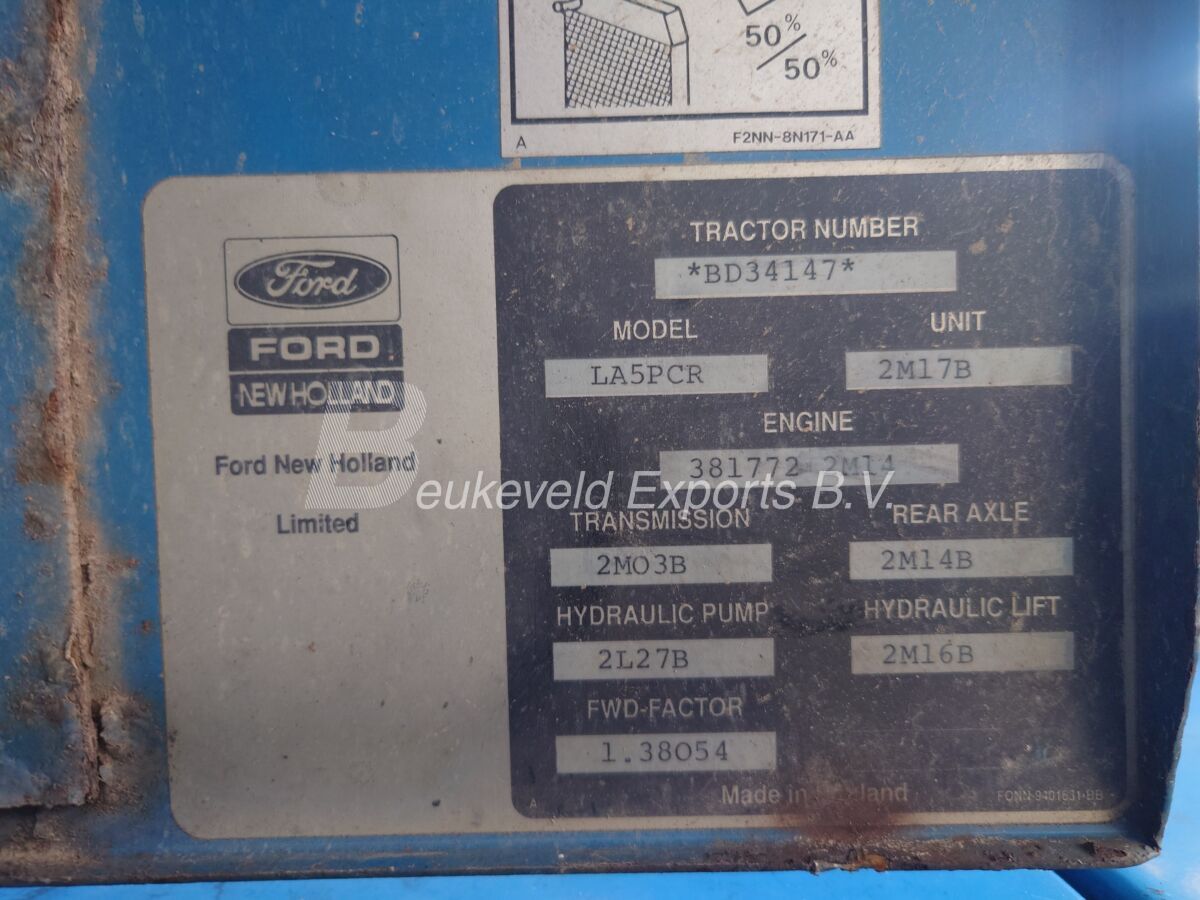 50%
50%
A
F2NN-8N171-AA
Ford
FORD
NEW HOLLAND
Ford New Holland
Limited
TRACTOR NUMBER
*BD34147*
MODEL
UNIT
LA5PCR
2M17B
ENGINE
381772 2M14
Beukeveld Exports B.V.
TRANSMISSION
REAR AXLE
2M03B
2M14B
HYDRAULIC PUMP
HYDRAULIC LIFT
2L27B
2M16B
FWD-FACTOR
1.38054
Made in
A